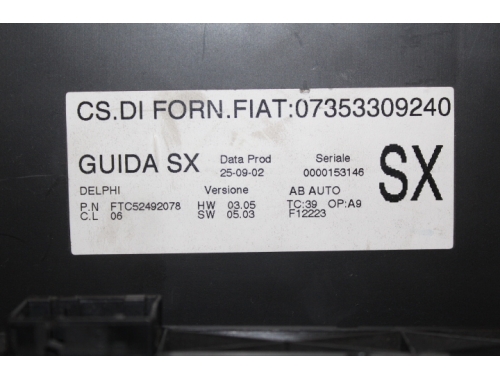 CS.DI FORN.FIAT:07353309240
GUIDA SX Data Prod Seriale SX
25-09-02 0000153146
DELPHI Versione AB AUTO
P.N FTC52492078 HW 03.05 TC:39 OP:A9
C.L 06 SW 05.03 F12223